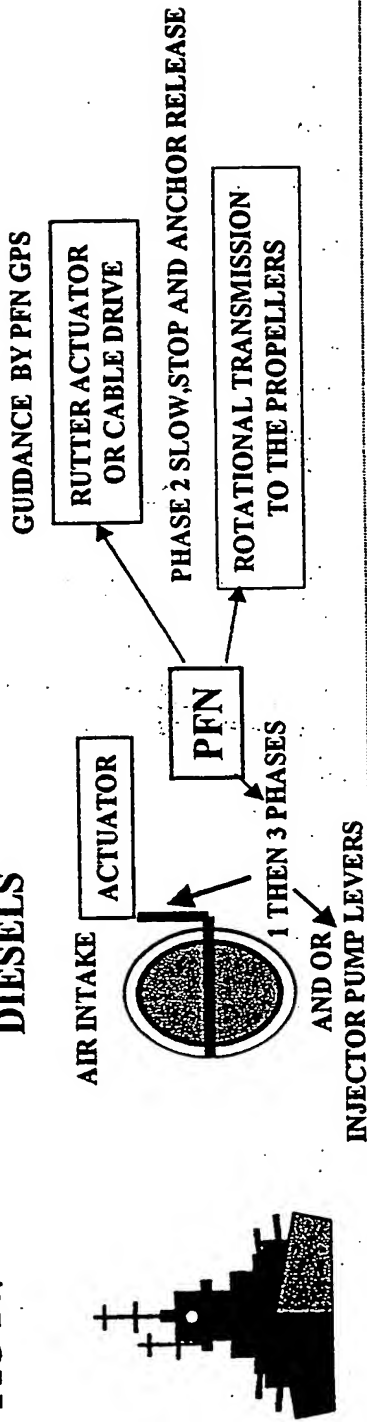 DIESELS
AIR INTAKE
ACTUATOR
GUIDANCE BY PFN GPS
RUTTER ACTUATOR
OR CABLE DRIVE
PFN
PHASE 2 SLOW,STOP AND ANCHOR RELEASE
ROTATIONAL TRANSMISSION
TO THE PROPELLERS
1 THEN 3 PHASES
AND OR
INJECTOR PUMP LEVERS